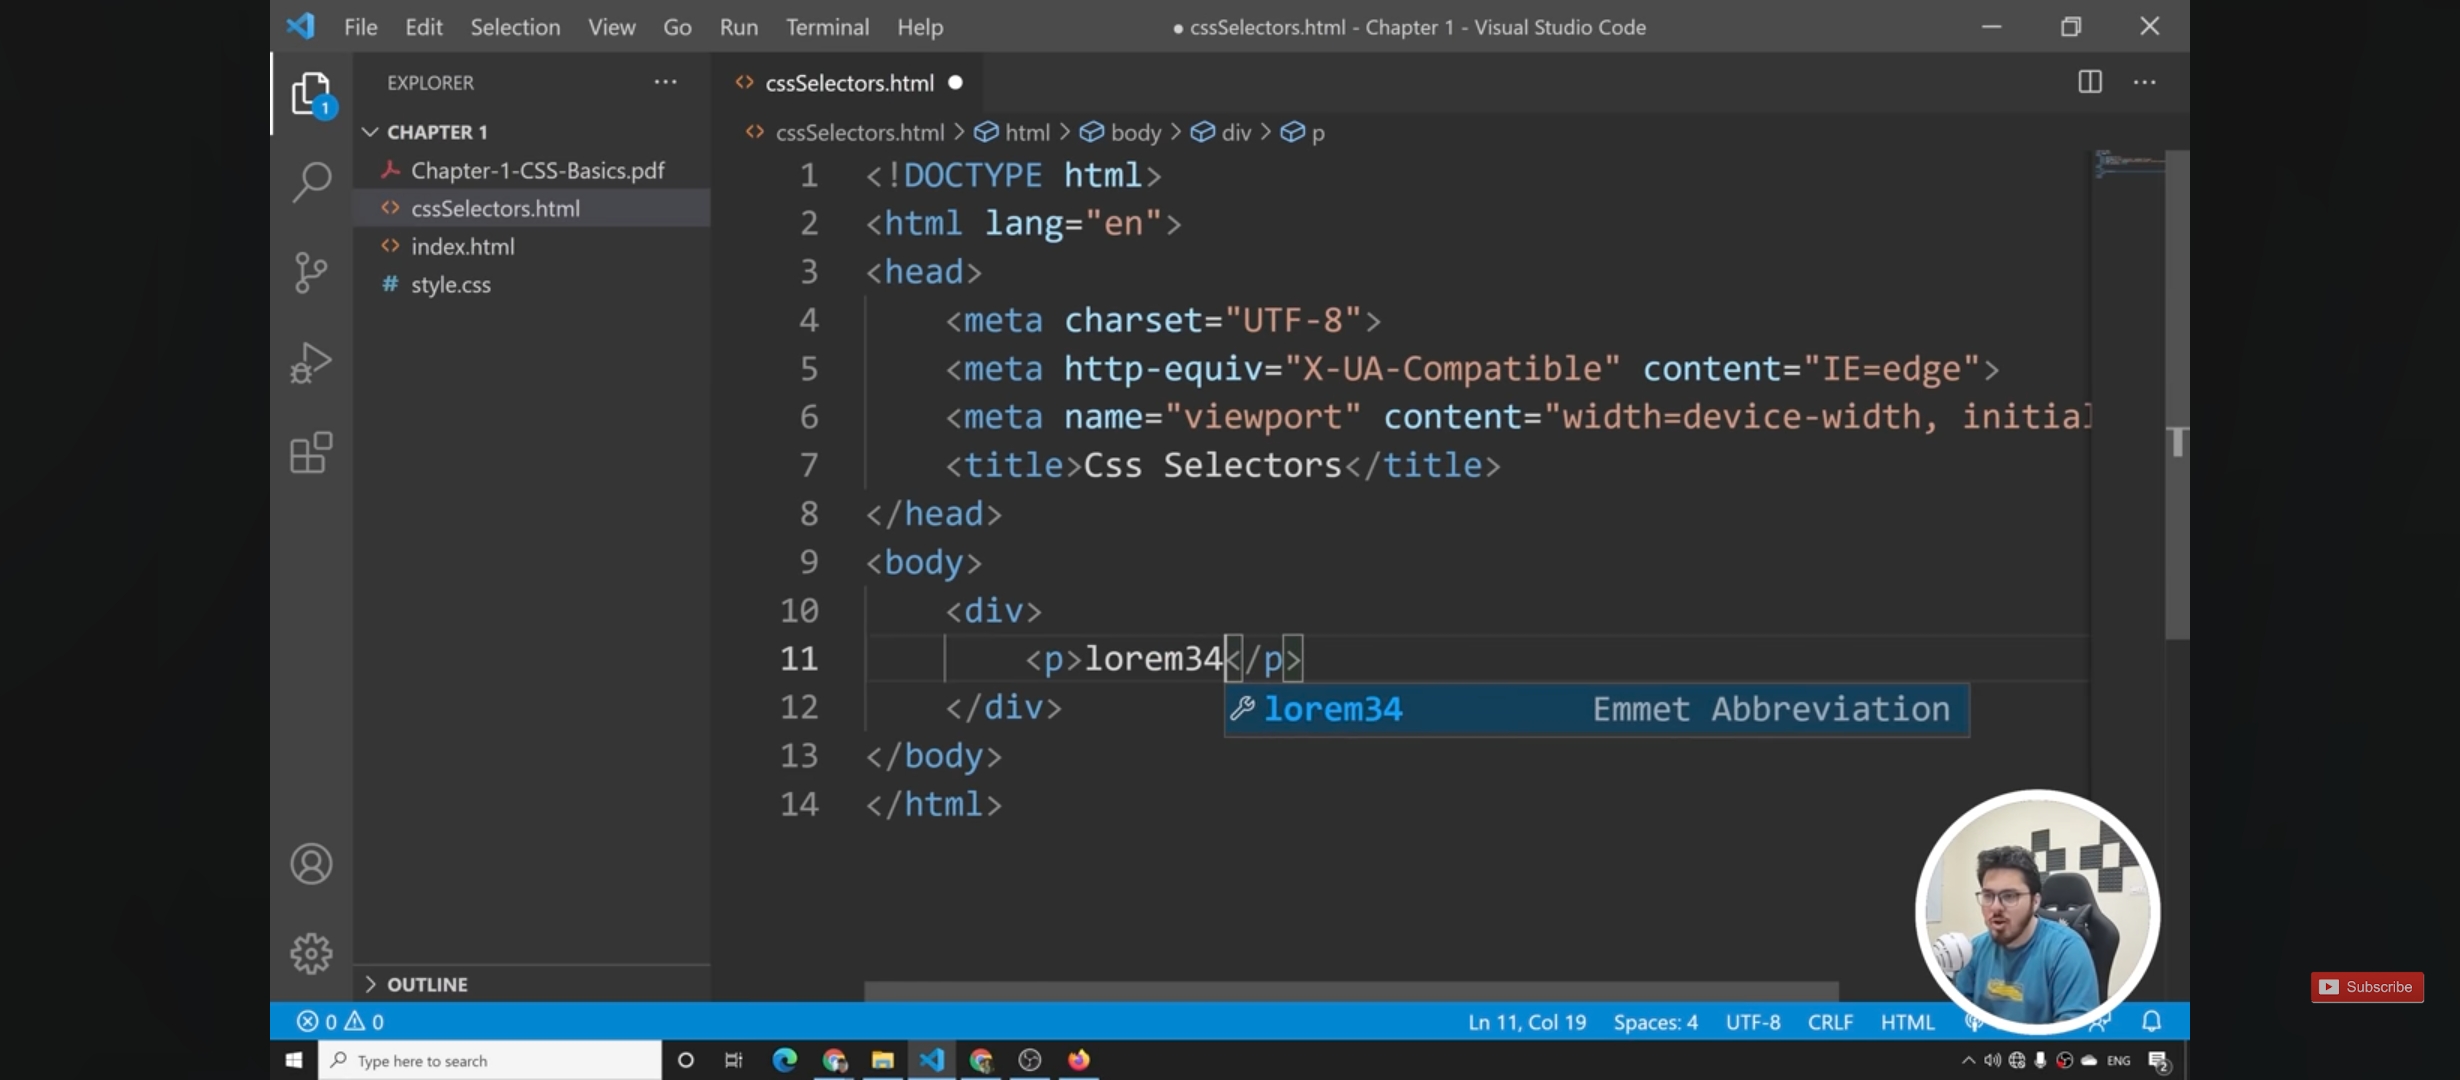 File Edit Selection View Go Run Terminal Help
● cssSelectors.html - Chapter 1 - Visual Studio Code
EXPLORER
cssSelectors.html
1
CHAPTER 1
cssSelectors.html > html > body > div > p
Chapter-1-CSS-Basics.pdf
cssSelectors.html
index.html
style.css
1 <!DOCTYPE html>
2 <html lang="en">
3 <head>
4 <meta charset="UTF-8">
5 <meta http-equiv="X-UA-Compatible" content="IE=edge">
6 <meta name="viewport" content="width=device-width, initial
7 <title>Css Selectors</title>
8 </head>
9 <body>
10 <div>
11 <p>lorem34</p>
lorem34 Emmet Abbreviation
12 </div>
13 </body>
14 </html>
OUTLINE
Subscribe
0 0
Ln 11, Col 19 Spaces: 4 UTF-8 CRLF HTML
Type here to search
ENG
2